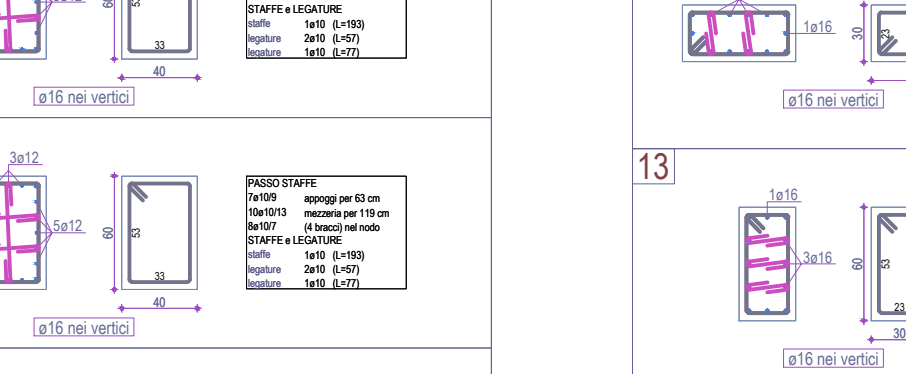 60
33
40
ø16 nei vertici
STAFFE e LEGATURE
staffe 1ø10 (L=193)
legature 2ø10 (L=57)
legature 1ø10 (L=77)
3ø12
5ø12
60
53
33
40
ø16 nei vertici
PASSO STAFFE
7ø10/9 appoggi per 63 cm
10ø10/13 mezzeria per 119 cm
8ø10/7 (4 bracci) nel nodo
STAFFE e LEGATURE
staffe 1ø10 (L=193)
legature 2ø10 (L=57)
legature 1ø10 (L=77)
1ø16
30
23
ø16 nei vertici
13
1ø16
3ø16
60
53
23
30
ø16 nei vertici